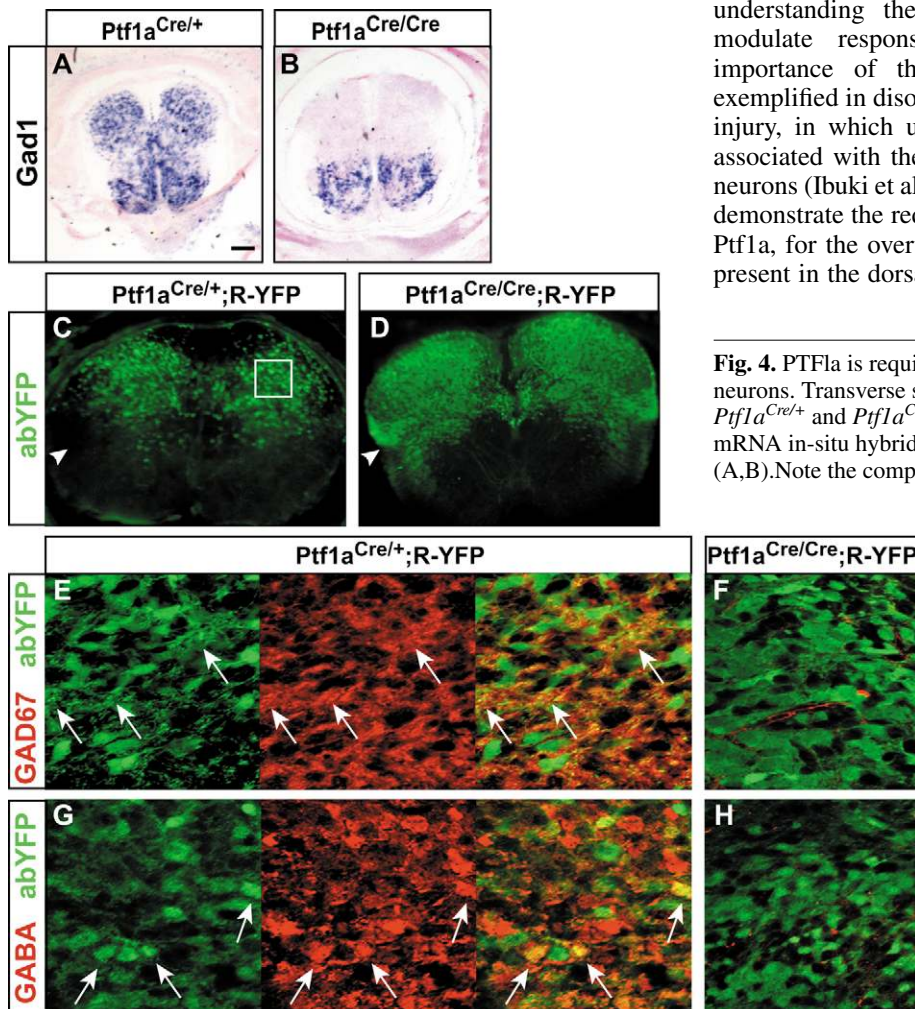 Ptf1aCre/+
Ptf1aCre/Cre
Gad1
A
B
understanding the
modulate respons
importance of th
exemplified in diso
injury, in which u
associated with the
neurons (Ibuki et al
demonstrate the rec
Ptf1a, for the over
present in the dorsa
Ptf1aCre/+;R-YFP
Ptf1aCre/Cre;R-YFP
abYFP
C
D
Fig. 4. PTFla is requi
neurons. Transverse s
Ptf1aCre/+ and Ptf1aC
mRNA in-situ hybrid
(A,B).Note the comp
Ptf1aCre/+;R-YFP
Ptf1aCre/Cre;R-YFP
GAD67 abYFP
E
F
GABA abYFP
G
H